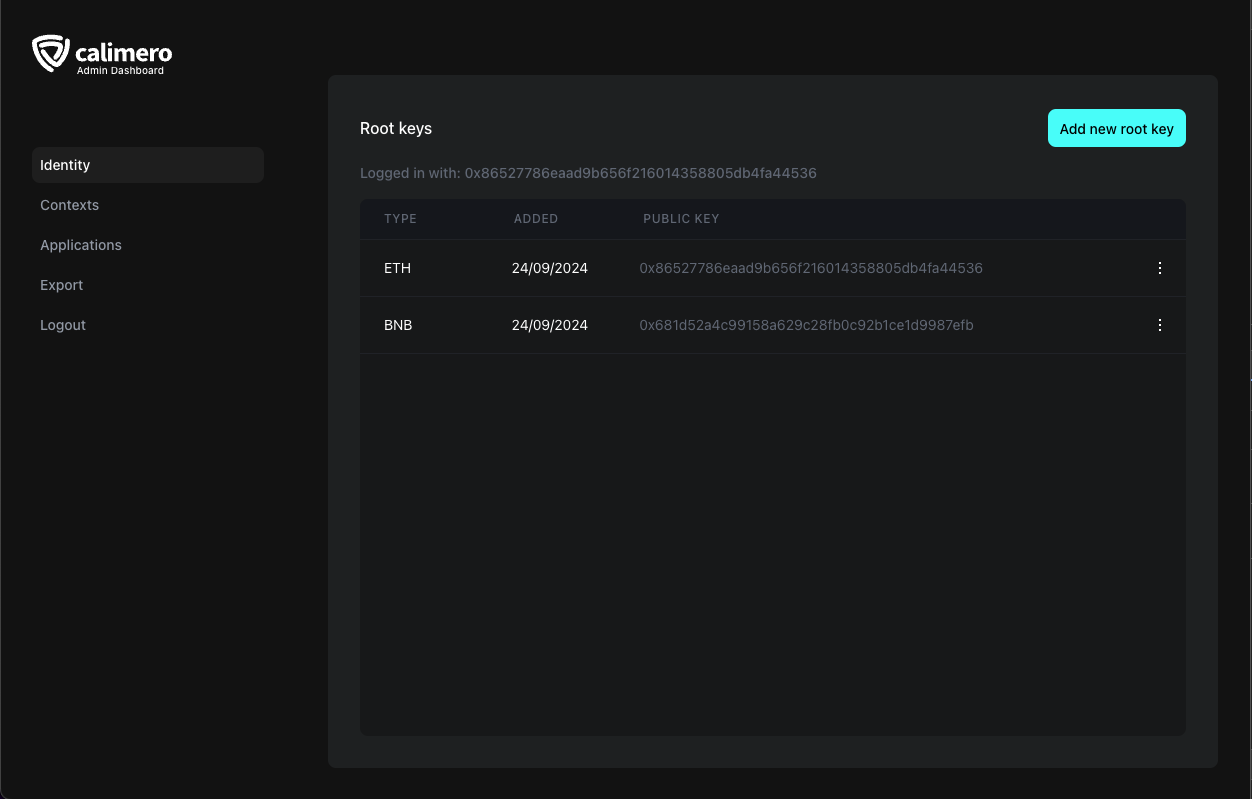 calimero
Admin Dashboard
Identity
Contexts
Applications
Export
Logout
Root keys
Add new root key
Logged in with: 0x86527786eaad9b656f216014358805db4fa44536
TYPE ADDED PUBLIC KEY
ETH 24/09/2024 0x86527786eaad9b656f216014358805db4fa44536
BNB 24/09/2024 0x681d52a4c99158a629c28fb0c92b1ce1d9987efb